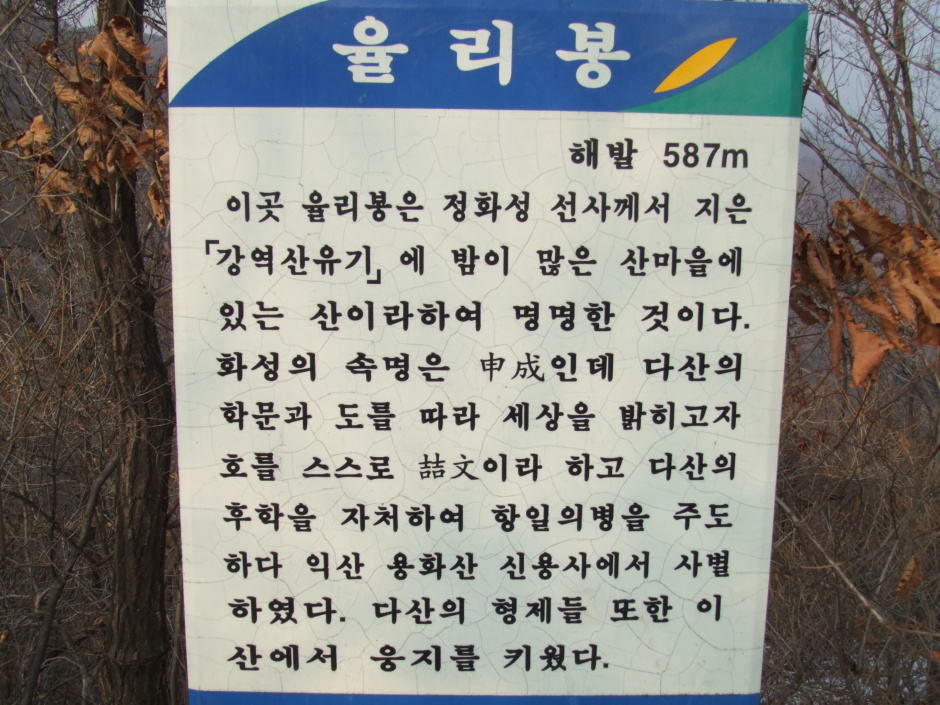 율리봉
해발 587m
이곳 율리봉은 정화성 선사께서 지은
「강역산유기」에 밤이 많은 산마을에
있는 산이라하여 명명한 것이다.
화성의 속명은 申成인데 다산의
학문과 도를 따라 세상을 밝히고자
호를 스스로 喆文이라 하고 다산의
후학을 자처하여 항일의병을 주도
하다 익산 용화산 신용사에서 사별
하였다. 다산의 형제들 또한 이
산에서 웅지를 키웠다.